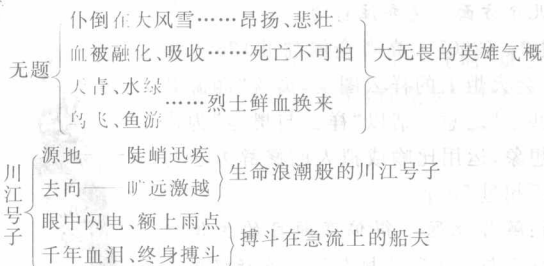 无题
仆倒在大风雪……昂扬、悲壮
血被融化、吸收……死亡不可怕
天青、水绿
……烈士鲜血换来
鸟飞、鱼游
大无畏的英雄气概
川江号子
源地 陡峭迅疾
去向——旷远激越
生命浪潮般的川江号子
眼中闪电、额上雨点
千年血泪、终身搏斗
搏斗在急流上的船夫